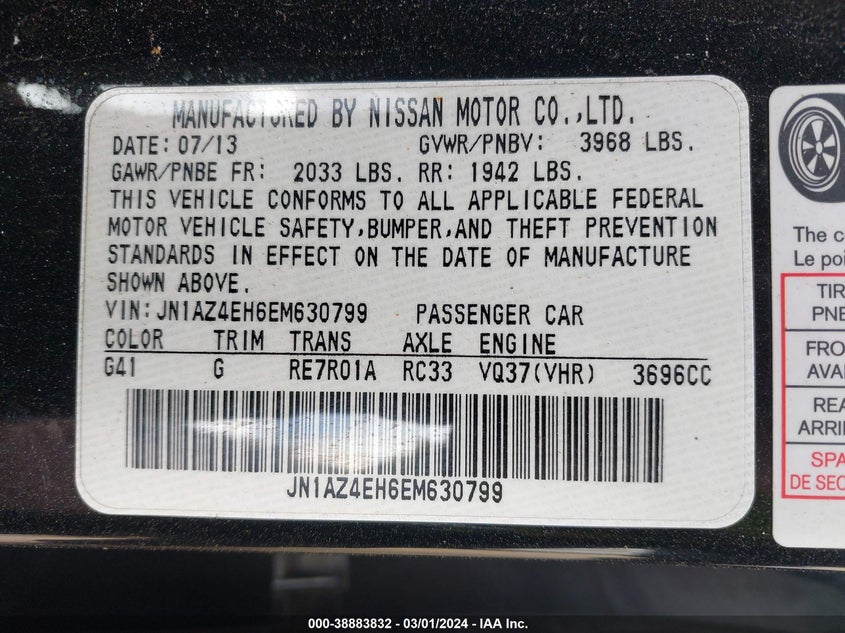 MANUFACTURED BY NISSAN MOTOR CO.,LTD.
DATE: 07/13 GVWR/PNBV: 3968 LBS.
GAWR/PNBE FR: 2033 LBS. RR: 1942 LBS.
THIS VEHICLE CONFORMS TO ALL APPLICABLE FEDERAL
MOTOR VEHICLE SAFETY,BUMPER,AND THEFT PREVENTION
STANDARDS IN EFFECT ON THE DATE OF MANUFACTURE
SHOWN ABOVE.
VIN:JN1AZ4EH6EM630799 PASSENGER CAR
COLOR TRIM TRANS AXLE ENGINE
G41 G RE7R01A RC33 VQ37(VHR) 3696CC
JN1AZ4EH6EM630799
The c
Le poi
TIR
PNE
FRO
AVA
REA
ARRI
SPA
DE SEC
000-38883832 - 03/01/2024 - IAA Inc.